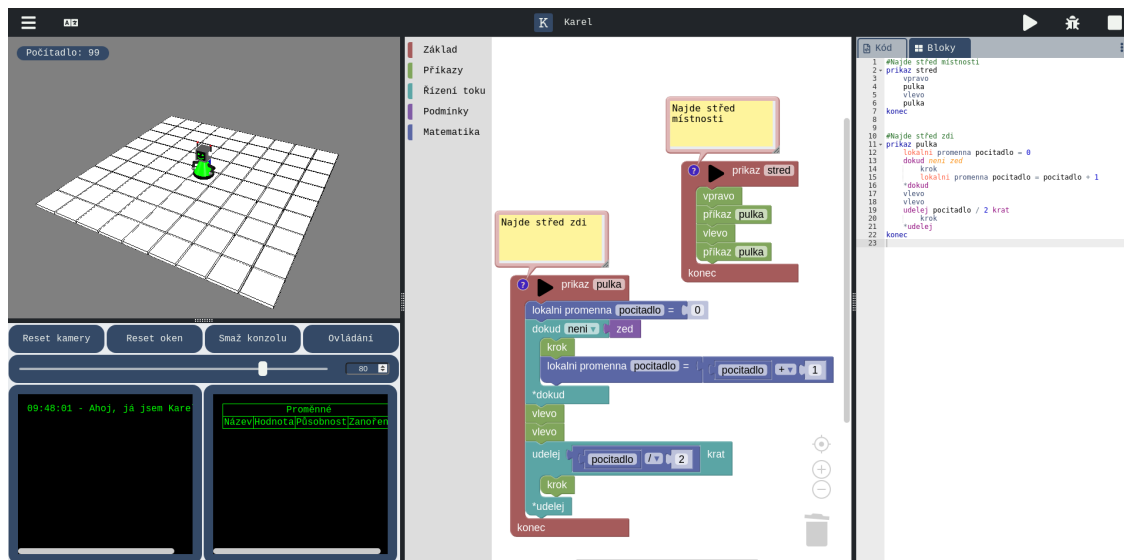 K Karel
Počítadlo: 99
Reset kamery
Reset oken
Smaž konzolu
Ovládání
80
09:48:01 - Ahoj, já jsem Kare
Proměnné
Název Hodnota Působnost Zanořen
Základ
Příkazy
Řízení toku
Podmínky
Matematika
Najde střed
místnosti
? prikaz stred
vpravo
příkaz pulka
vlevo
příkaz pulka
konec
Najde střed zdi
? prikaz pulka
lokalni promenna pocitadlo = 0
dokud neni zed
krok
lokalni promenna pocitadlo = pocitadlo + 1
*dokud
vlevo
vlevo
udelej pocitadlo / 2 krat
krok
*udelej
konec
Kód
Bloky
1 #Najde střed místnosti
2 prikaz stred
3 vpravo
4 pulka
5 vlevo
6 pulka
7 konec
8
9
10 #Najde střed zdi
11 prikaz pulka
12 lokalni promenna pocitadlo = 0
13 dokud neni zed
14 krok
15 lokalni promenna pocitadlo = pocitadlo + 1
16 *dokud
17 vlevo
18 vlevo
19 udelej pocitadlo / 2 krat
20 krok
21 *udelej
22 konec
23